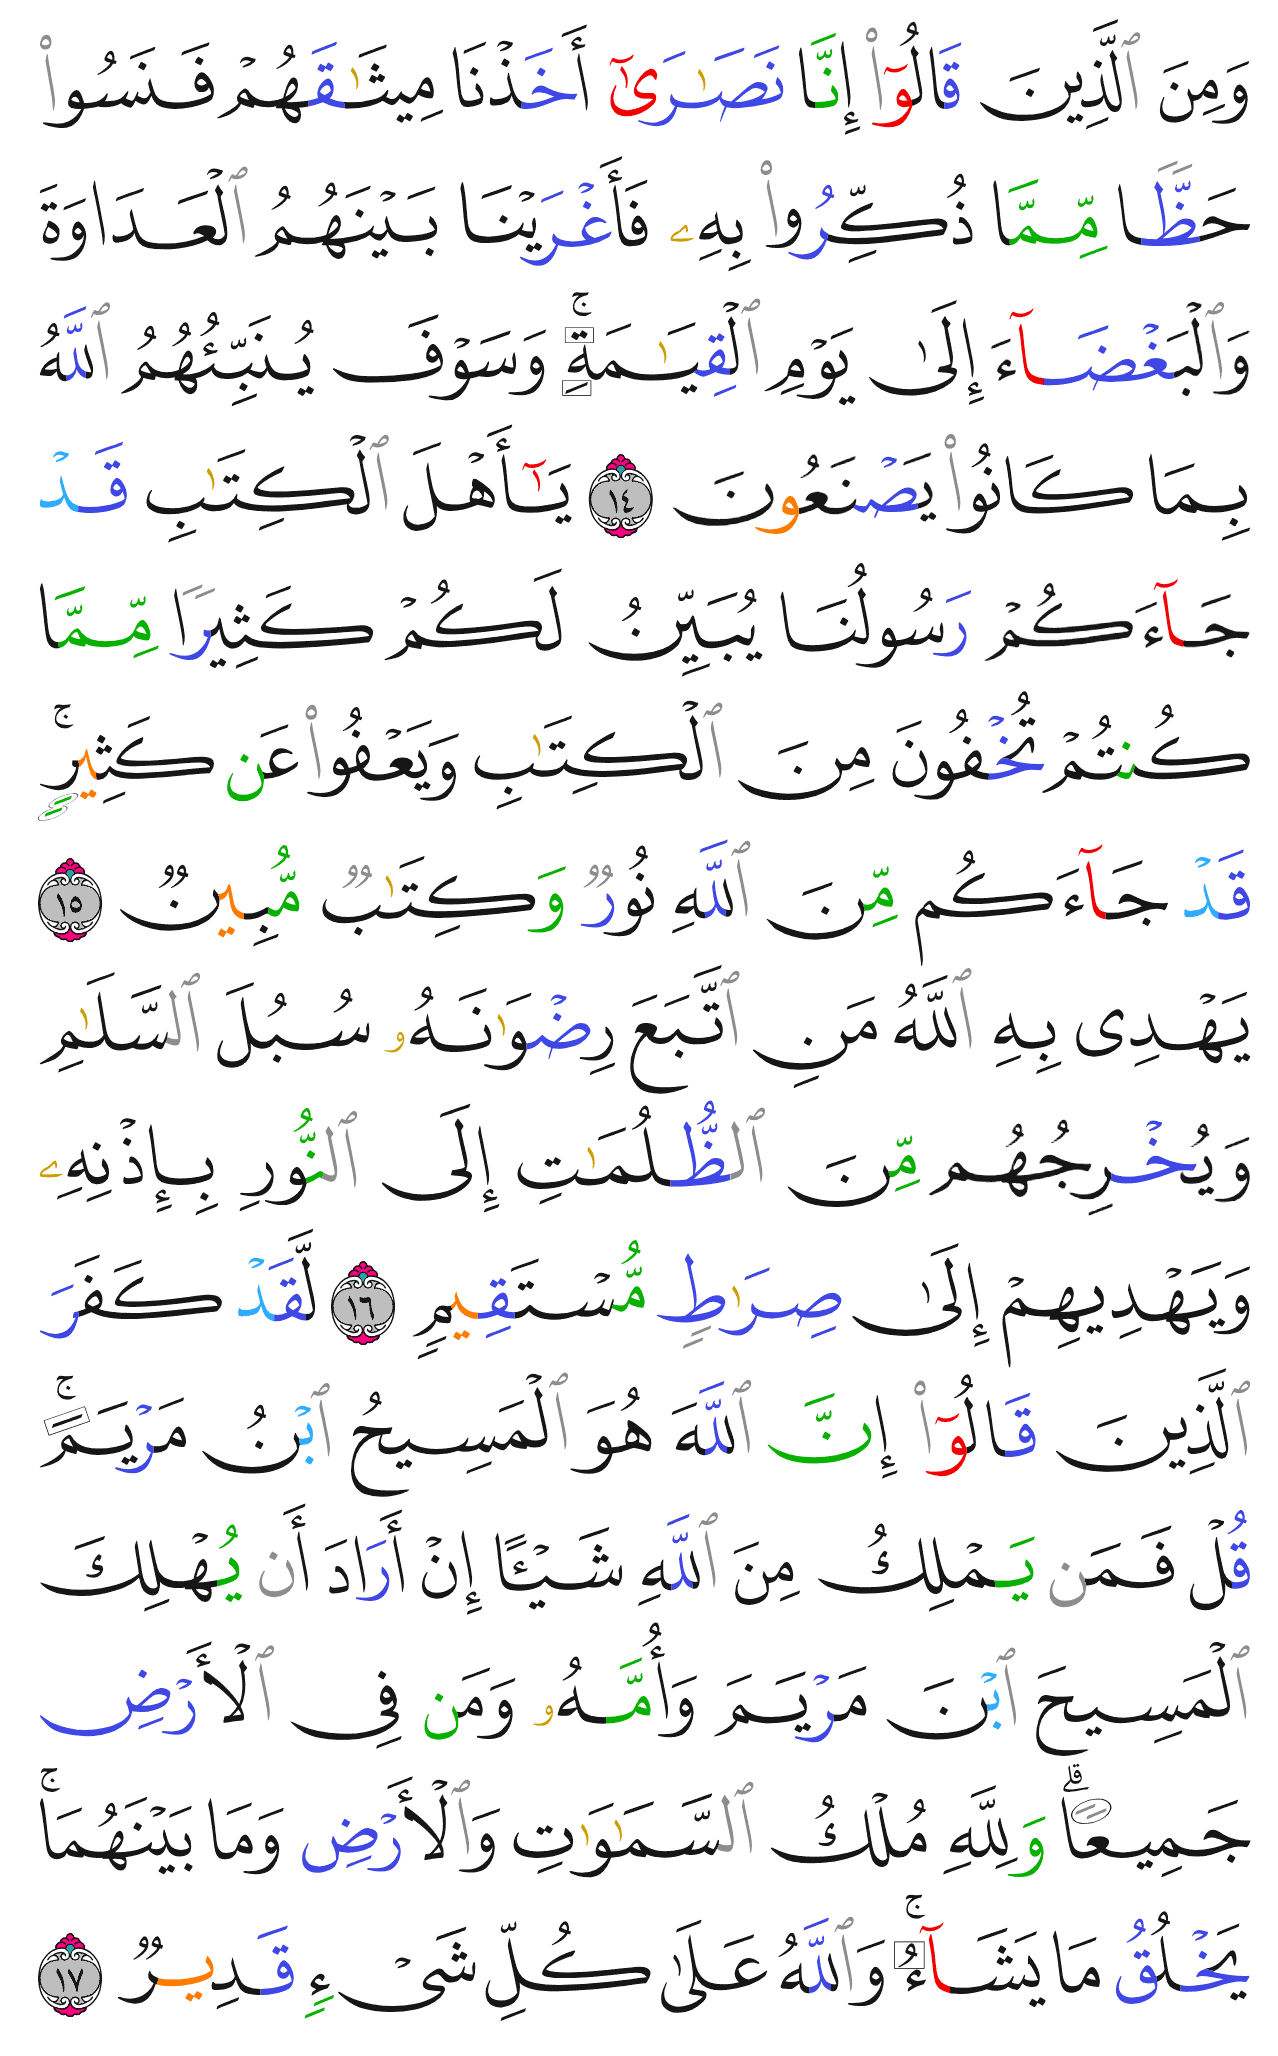 وَمِنَ ٱلَّذِينَ قَالُوٓا۟ إِنَّا نَصَـٰرَىٰٓ أَخَذْنَا مِيثَـٰقَهُمْ فَنَسُوا۟
حَظًّا مِّمَّا ذُكِّرُوا۟ بِهِۦ فَأَغْرَيْنَا بَيْنَهُمُ ٱلْعَدَاوَةَ
وَٱلْبَغْضَآءَ إِلَىٰ يَوْمِ ٱلْقِيَـٰمَةِ ۚ وَسَوْفَ يُنَبِّئُهُمُ ٱللَّهُ
بِمَا كَانُوا۟ يَصْنَعُونَ ١٤ يَـٰٓأَهْلَ ٱلْكِتَـٰبِ قَدْ
جَآءَكُمْ رَسُولُنَا يُبَيِّنُ لَكُمْ كَثِيرًا مِّمَّا
كُنتُمْ تُخْفُونَ مِنَ ٱلْكِتَـٰبِ وَيَعْفُوا۟ عَن كَثِيرٍ ۚ
قَدْ جَآءَكُم مِّنَ ٱللَّهِ نُورٌ وَكِتَـٰبٌ مُّبِينٌ ١٥
يَهْدِى بِهِ ٱللَّهُ مَنِ ٱتَّبَعَ رِضْوَٰنَهُۥ سُبُلَ ٱلسَّلَـٰمِ
وَيُخْرِجُهُم مِّنَ ٱلظُّلُمَـٰتِ إِلَى ٱلنُّورِ بِإِذْنِهِۦ
وَيَهْدِيهِمْ إِلَىٰ صِرَٰطٍ مُّسْتَقِيمٍ ١٦ لَّقَدْ كَفَرَ
ٱلَّذِينَ قَالُوٓا۟ إِنَّ ٱللَّهَ هُوَ ٱلْمَسِيحُ ٱبْنُ مَرْيَمَ ۚ
قُلْ فَمَن يَمْلِكُ مِنَ ٱللَّهِ شَيْـًٔا إِنْ أَرَادَ أَن يُهْلِكَ
ٱلْمَسِيحَ ٱبْنَ مَرْيَمَ وَأُمَّهُۥ وَمَن فِى ٱلْأَرْضِ
جَمِيعًا ۗ وَلِلَّهِ مُلْكُ ٱلسَّمَـٰوَٰتِ وَٱلْأَرْضِ وَمَا بَيْنَهُمَا ۚ
يَخْلُقُ مَا يَشَآءُ ۚ وَٱللَّهُ عَلَىٰ كُلِّ شَىْءٍ قَدِيرٌ ١٧